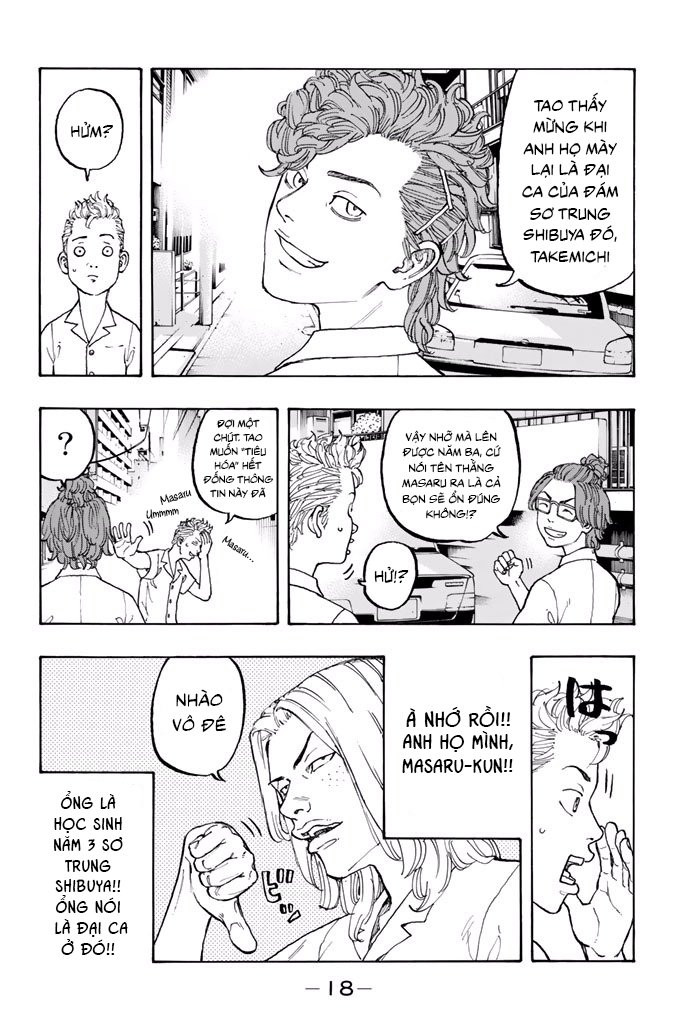 TAO THẤY
MỪNG KHI
ANH HỌ MÀY
LẠI LÀ ĐẠI
CA CỦA ĐÁM
SƠ TRUNG
SHIBUYA ĐÓ,
TAKEMICHI
HỬM?
VẬY NHỠ MÀ LÊN
ĐƯỢC NĂM BA, CỨ
NÓI TÊN THẰNG
MASARU RA LÀ CẢ
BỌN SẼ ỔN ĐÚNG
KHÔNG!?
HỬ!?
ĐỢI MỘT
CHÚT. TAO
MUỐN "TIÊU
HÓA" HẾT
ĐỐNG THÔNG
TIN NÀY ĐÃ
Masaru
Ummmm
Masaru...
?
はっ
À NHỚ RỒI!!
ANH HỌ MÌNH,
MASARU-KUN!!
NHÀO
VÔ ĐÊ
ビッ
ỔNG LÀ
HỌC SINH
NĂM 3 SƠ
TRUNG
SHIBUYA!!
ỔNG NÓI
LÀ ĐẠI CA
Ở ĐÓ!!
—18—